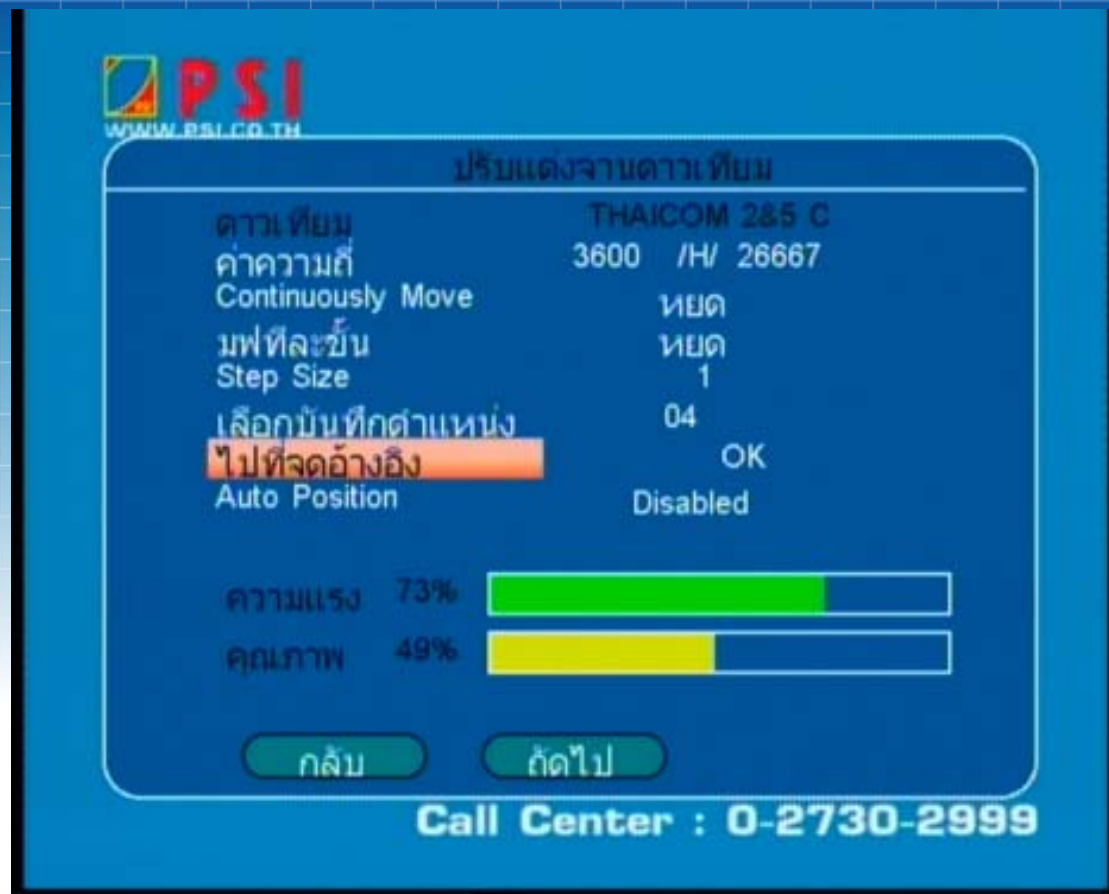 PSI
WWW.PSI.CO.TH
ปรับแต่งจานดาวเทียม
ดาวเทียม THAICOM 2&5 C
ค่าความถี่ 3600 /H/ 26667
Continuously Move หยุด
มฟทีละขั้น หยุด
Step Size 1
เลือกบันทึกตำแหน่ง 04
ไปที่จุดอ้างอิง OK
Auto Position Disabled
ความแรง 73%
คุณภาพ 49%
กลับ ถัดไป
Call Center : 0-2730-2999